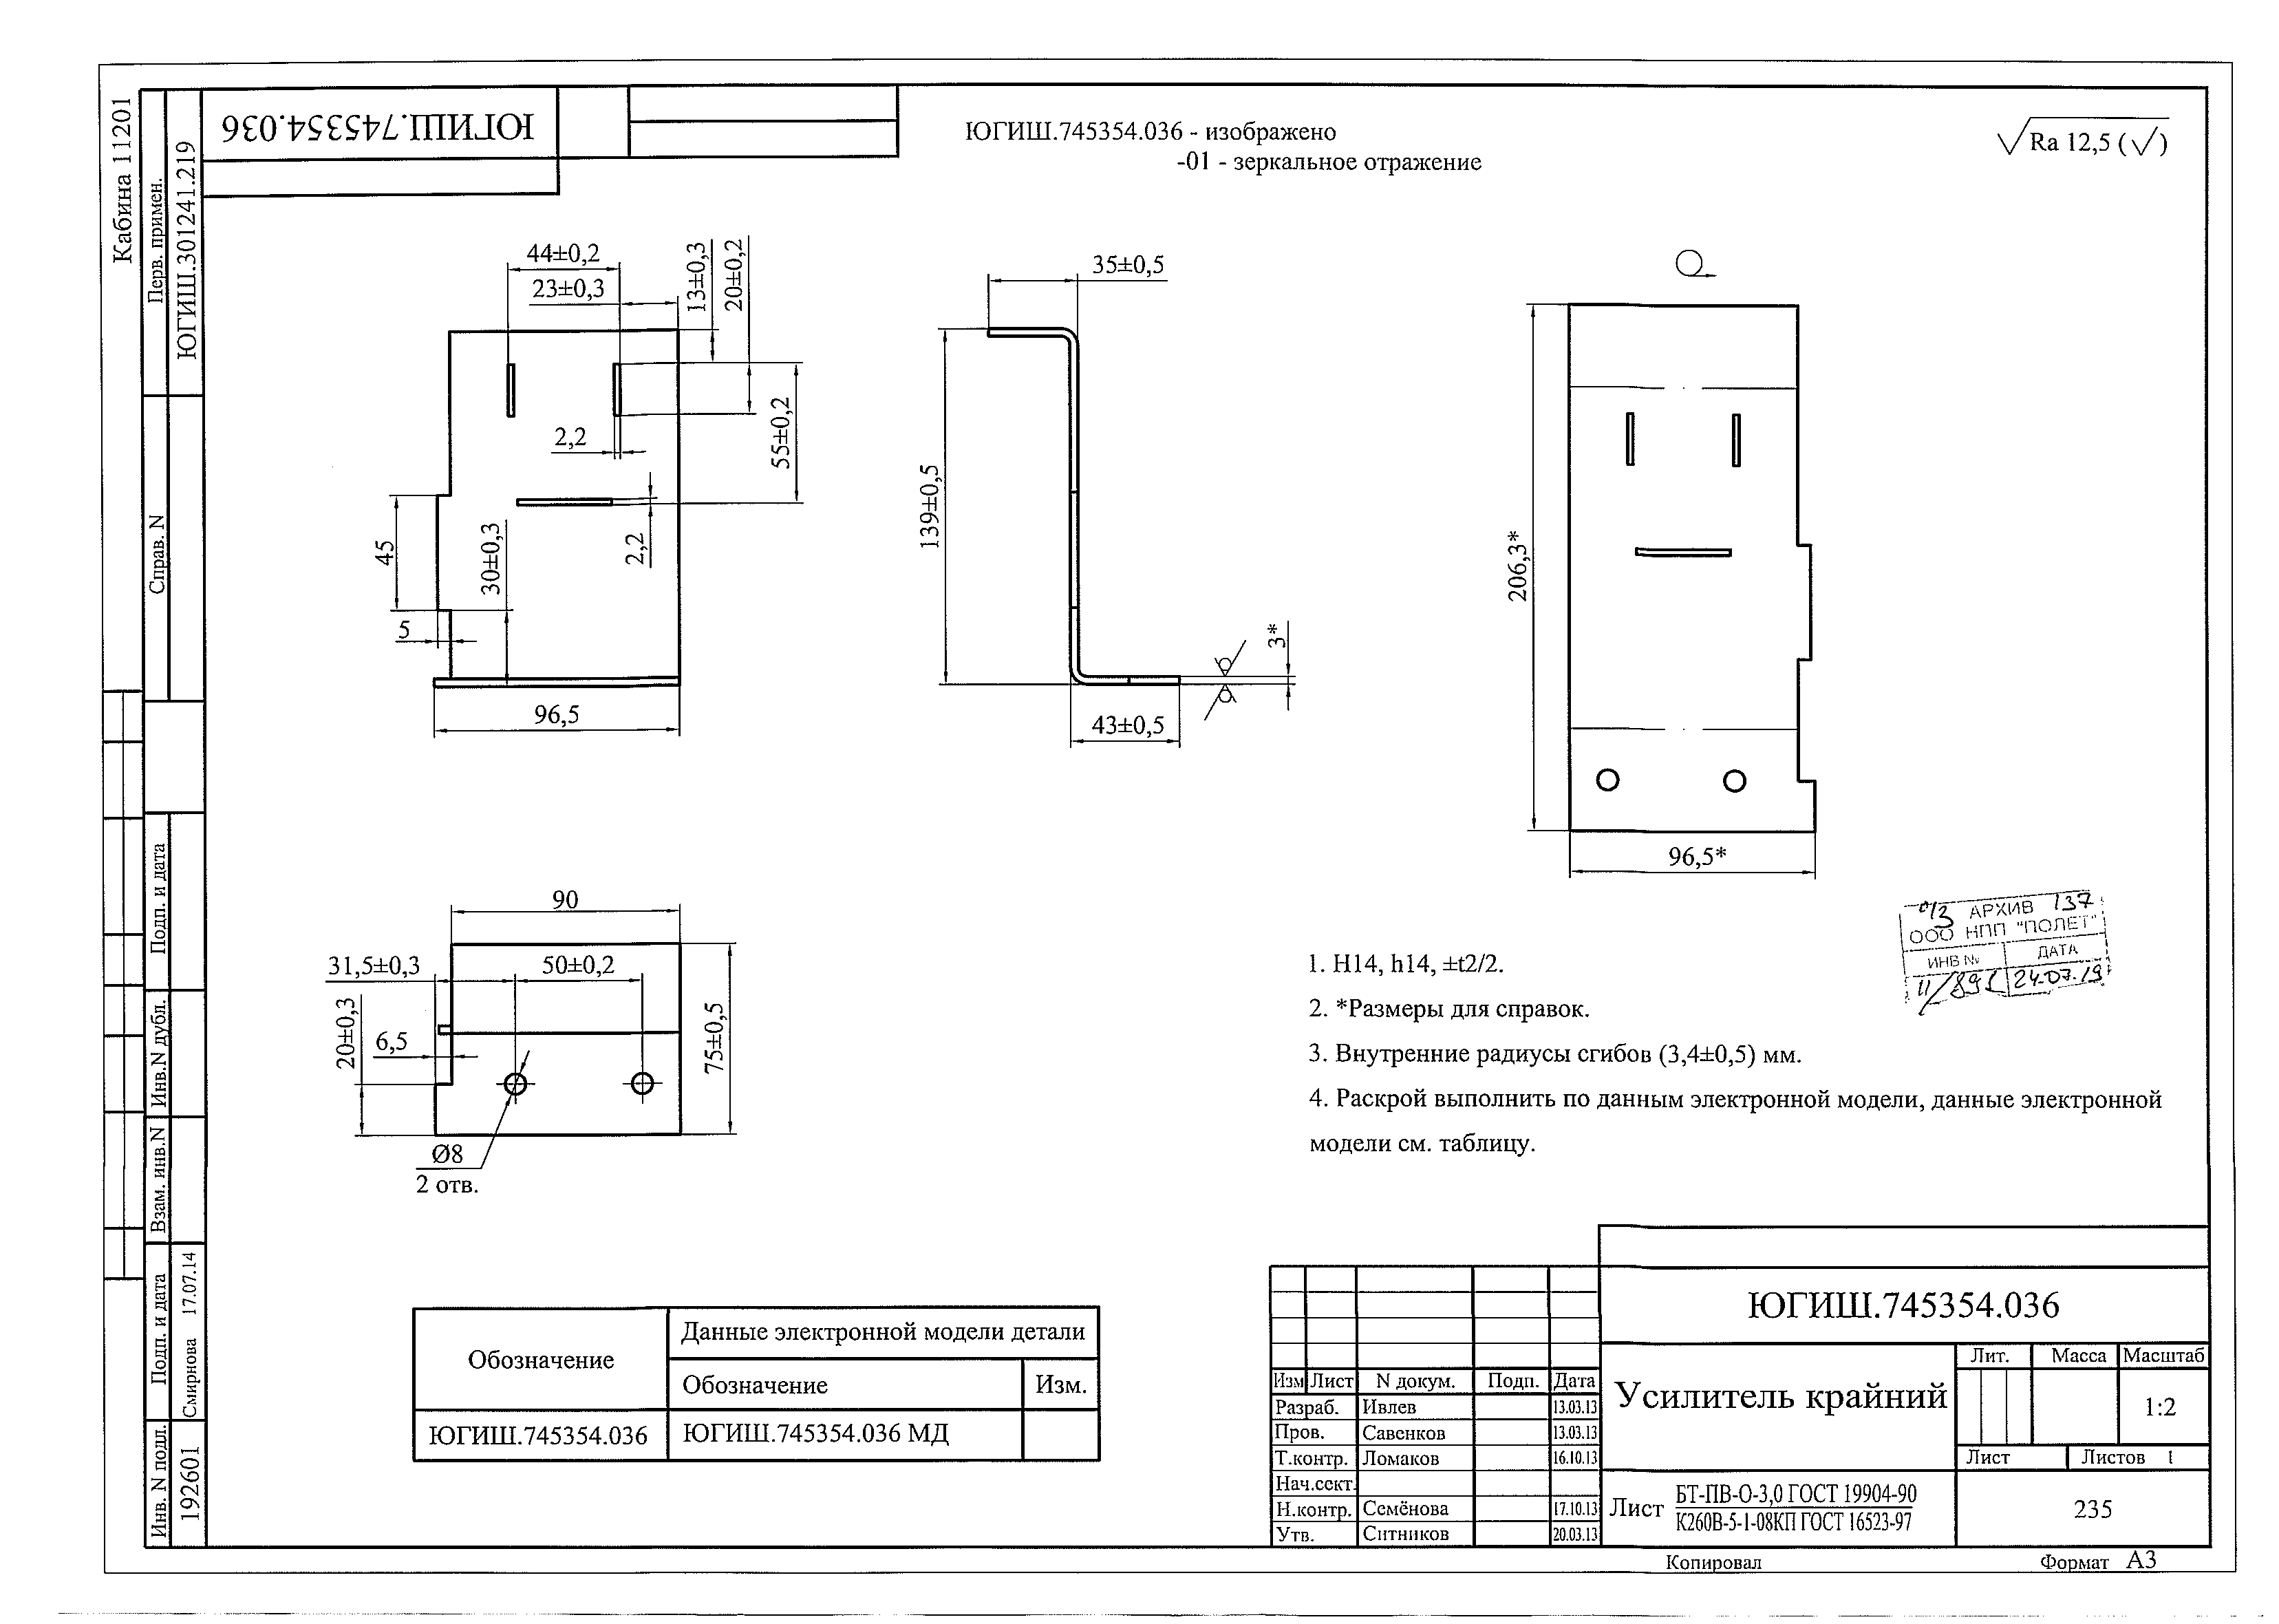 Кабина 11201
Перв. примен.
ЮГИШ.301241.219
Справ. N
Подп. и дата
Инв.N дубл.
Взам. инв.N
Подп. и дата
Смирнова 17.07.14
Инв. N подл.
192601
ЮГИШ.745354.036
ЮГИШ.745354.036 - изображено
-01 - зеркальное отражение
Ra 12,5 (√)
44±0,2
23±0,3
13±0,3
20±0,2
55±0,2
2,2
2,2
45
30±0,3
5
96,5
35±0,5
139±0,5
3*
43±0,5
206,3*
96,5*
90
31,5±0,3
50±0,2
20±0,3
6,5
75±0,5
Ø8
2 отв.
1. H14, h14, ±t2/2.
2. *Размеры для справок.
3. Внутренние радиусы сгибов (3,4±0,5) мм.
4. Раскрой выполнить по данным электронной модели, данные электронной
модели см. таблицу.
АРХИВ 137
ООО НПП "ПОЛЕТ"
ИНВ № ДАТА
24.07.19
Обозначение
Данные электронной модели детали
Обозначение Изм.
ЮГИШ.745354.036 ЮГИШ.745354.036 МД
ЮГИШ.745354.036
Изм Лист N докум. Подп. Дата
Разраб. Ивлев 13.03.13
Пров. Савенков 13.03.13
Т.контр. Ломаков 16.10.13
Нач.сект.
Н.контр. Семёнова 17.10.13
Утв. Ситников 20.03.13
Усилитель крайний
Лит. Масса Масштаб
1:2
Лист Листов 1
Лист БТ-ПВ-О-3,0 ГОСТ 19904-90
К260В-5-1-08КП ГОСТ 16523-97
235
Копировал Формат А3